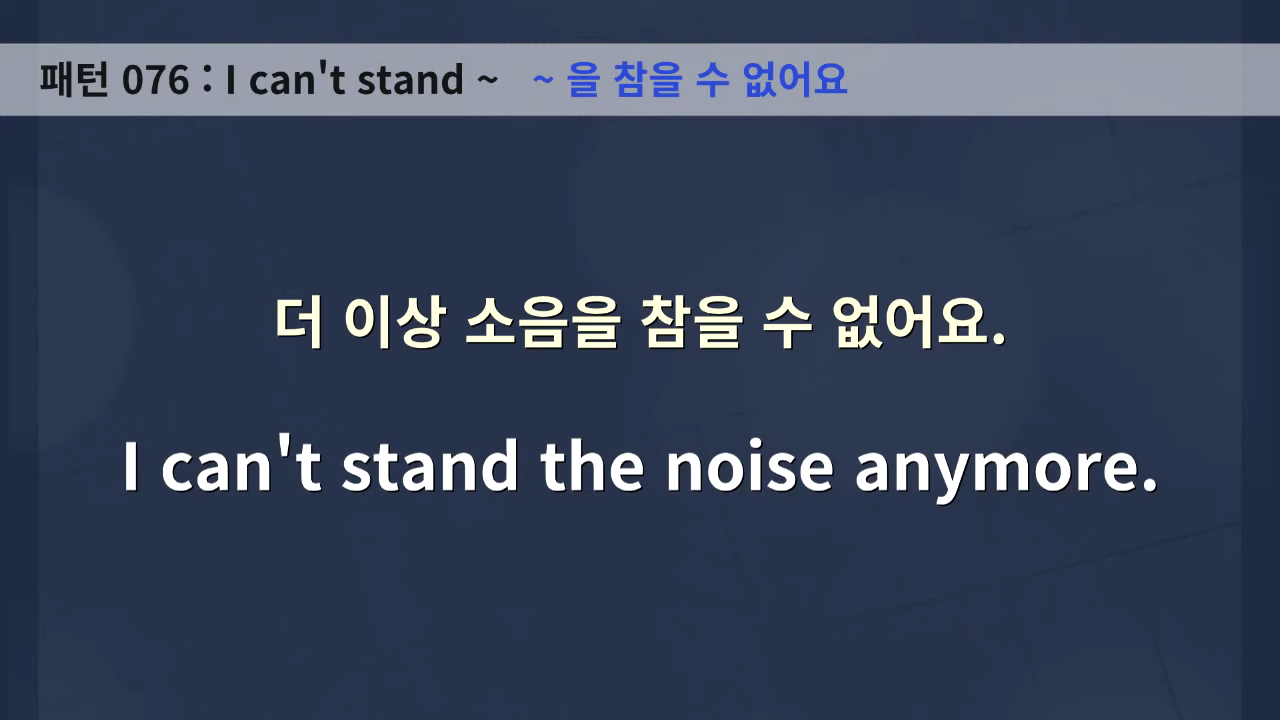 패턴 076 : I can't stand ~ ~ 을 참을 수 없어요
더 이상 소음을 참을 수 없어요.
I can't stand the noise anymore.